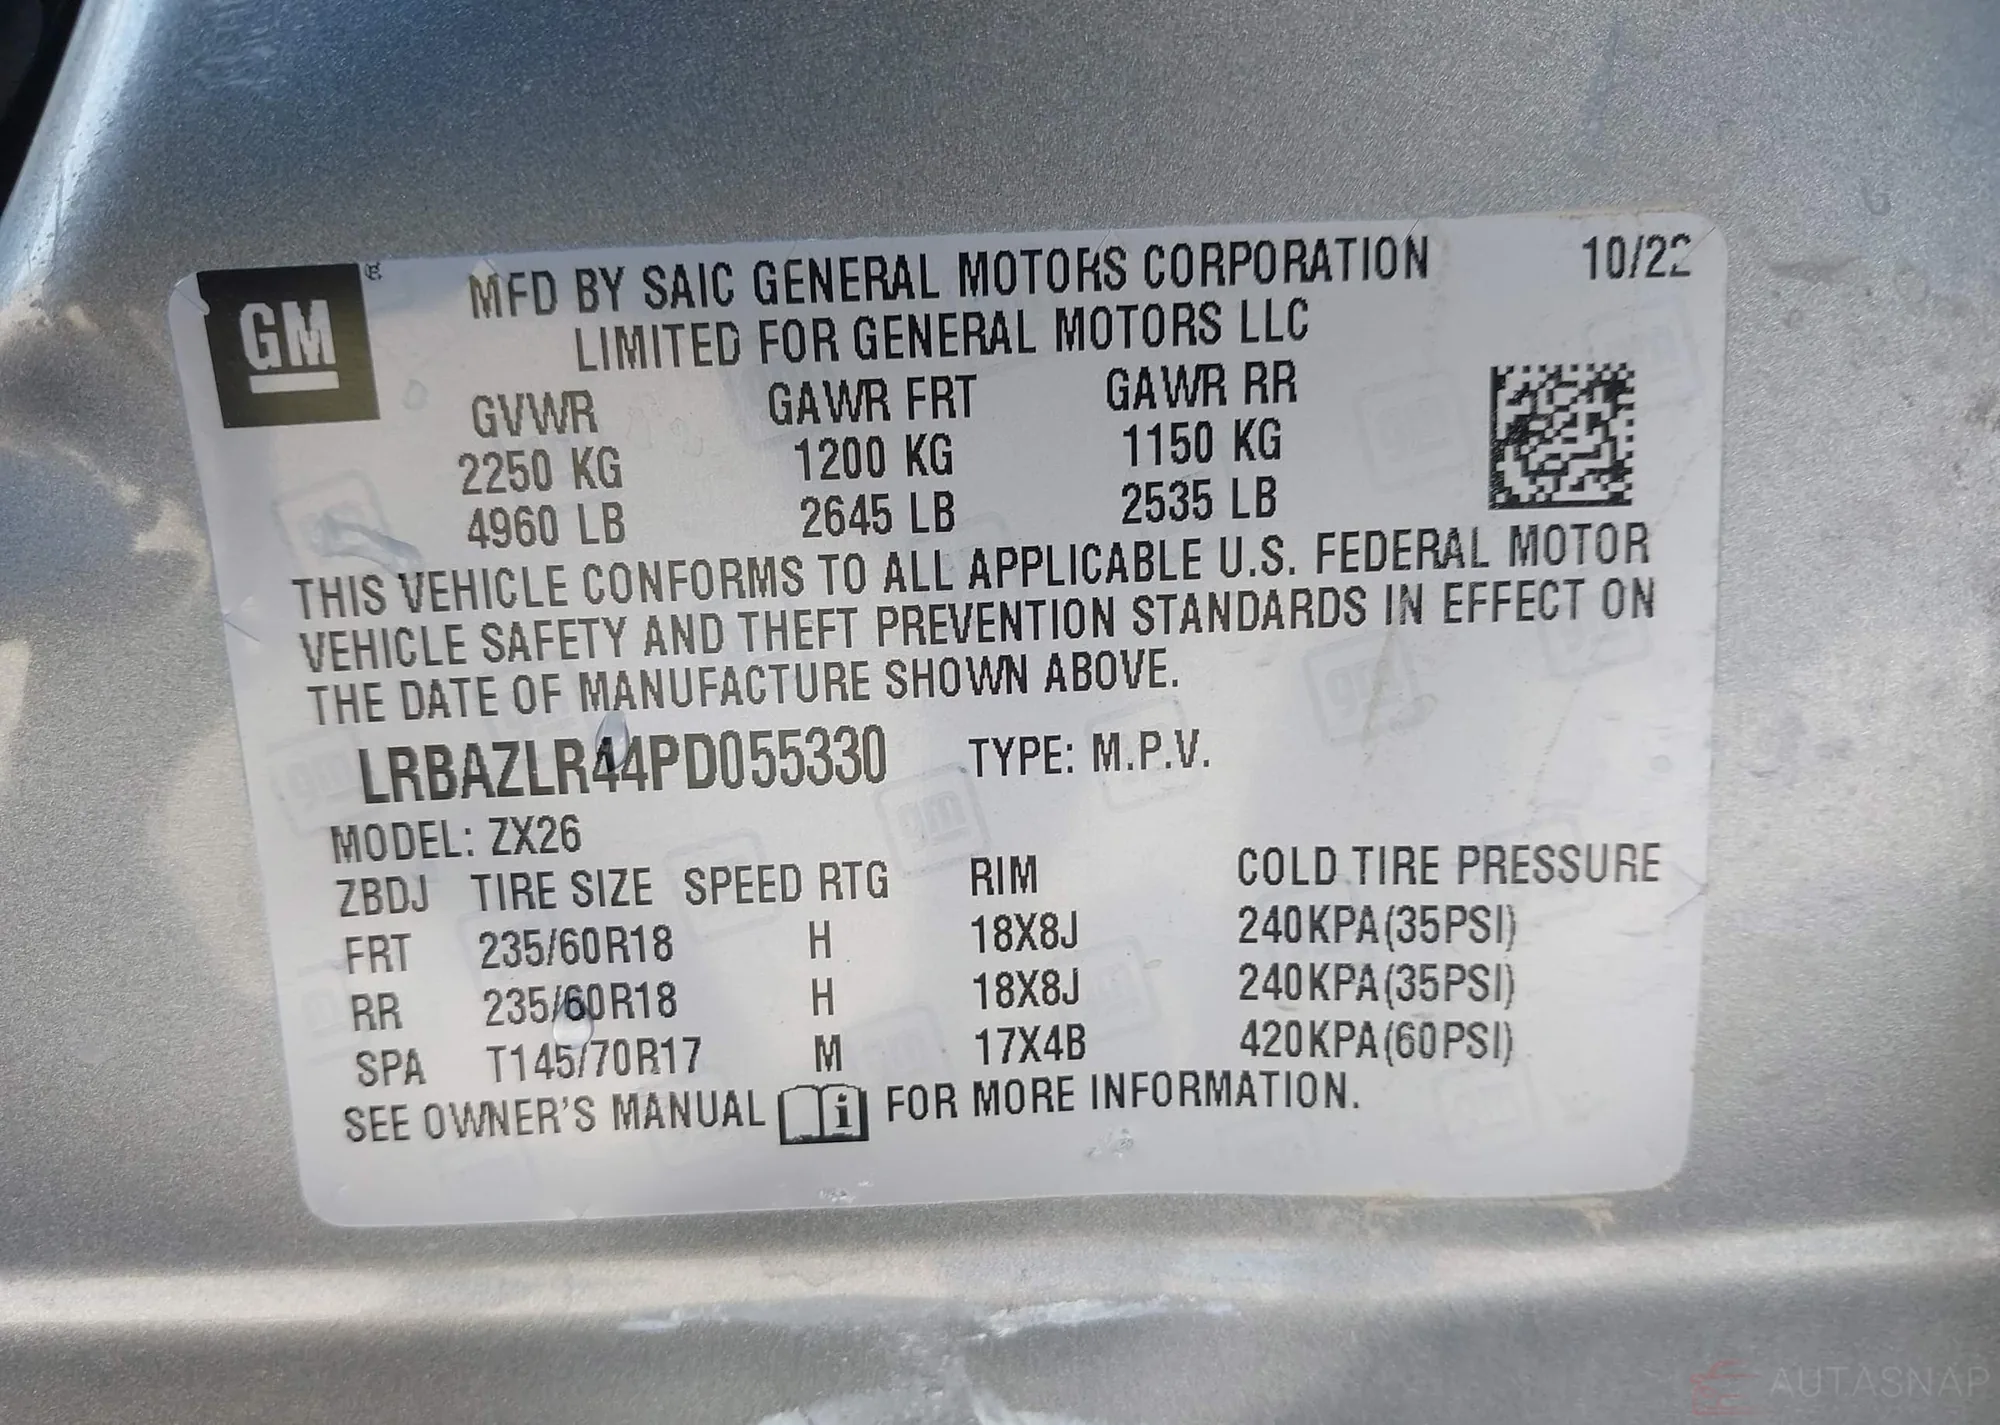 GM ®
MFD BY SAIC GENERAL MOTORS CORPORATION 10/22
LIMITED FOR GENERAL MOTORS LLC
GVWR GAWR FRT GAWR RR
2250 KG 1200 KG 1150 KG
4960 LB 2645 LB 2535 LB
THIS VEHICLE CONFORMS TO ALL APPLICABLE U.S. FEDERAL MOTOR
VEHICLE SAFETY AND THEFT PREVENTION STANDARDS IN EFFECT ON
THE DATE OF MANUFACTURE SHOWN ABOVE.
LRBAZLR44PD055330 TYPE: M.P.V.
MODEL: ZX26
ZBDJ TIRE SIZE SPEED RTG RIM COLD TIRE PRESSURE
FRT 235/60R18 H 18X8J 240KPA(35PSI)
RR 235/60R18 H 18X8J 240KPA(35PSI)
SPA T145/70R17 M 17X4B 420KPA(60PSI)
SEE OWNER'S MANUAL i FOR MORE INFORMATION.
AUTASNAP